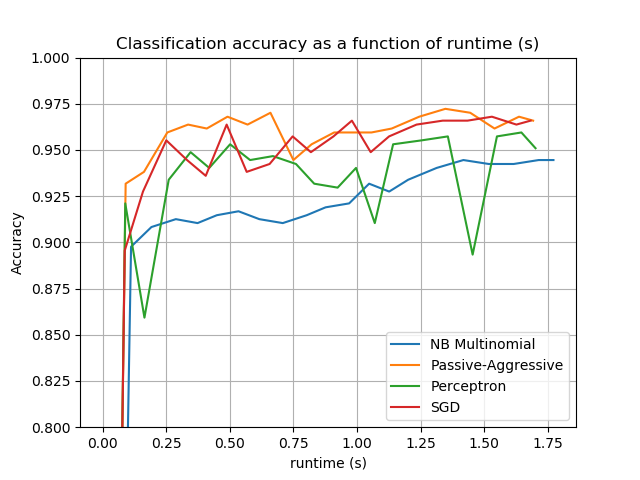 Classification accuracy as a function of runtime (s)
1.000
0.975
0.950
0.925
0.900
0.875
0.850
0.825
0.800
Accuracy
NB Multinomial
Passive-Aggressive
Perceptron
SGD
0.00 0.25 0.50 0.75 1.00 1.25 1.50 1.75
runtime (s)